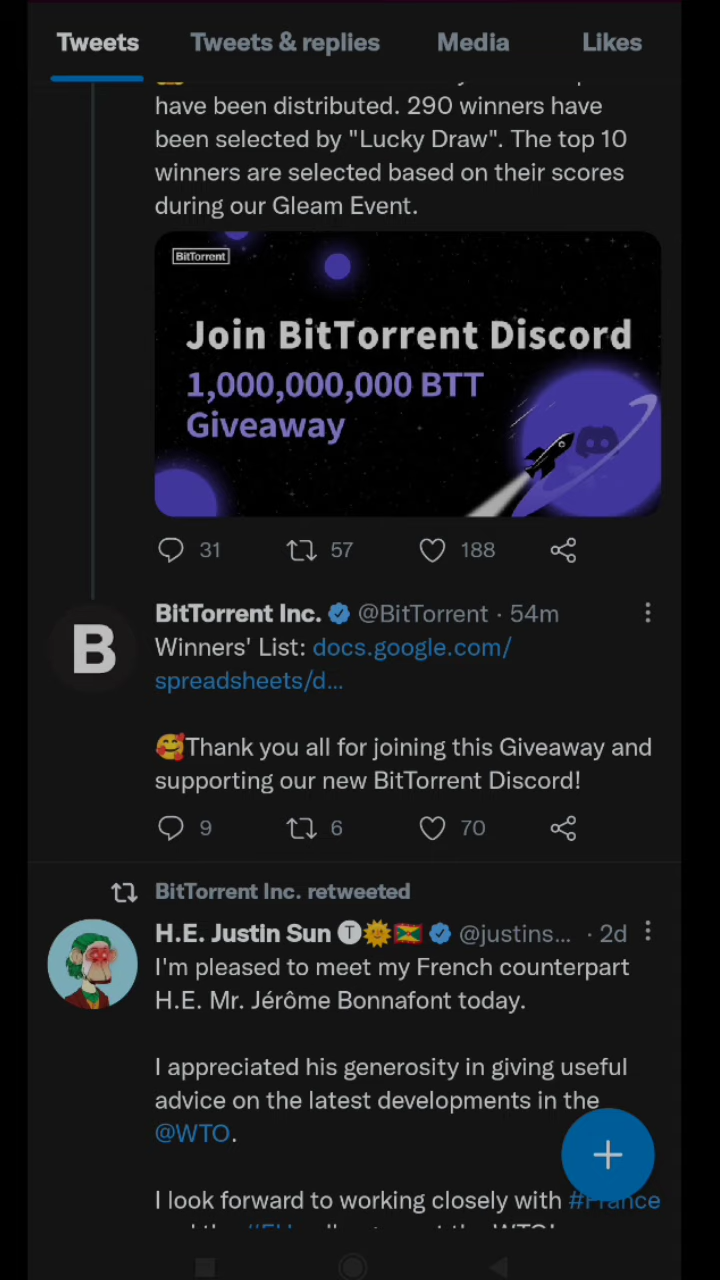 Tweets Tweets & replies Media Likes
have been distributed. 290 winners have
been selected by "Lucky Draw". The top 10
winners are selected based on their scores
during our Gleam Event.
BitTorrent
Join BitTorrent Discord
1,000,000,000 BTT
Giveaway
31 57 188
BitTorrent Inc. @BitTorrent · 54m
B
Winners' List: docs.google.com/
spreadsheets/d...
🥰Thank you all for joining this Giveaway and
supporting our new BitTorrent Discord!
9 6 70
BitTorrent Inc. retweeted
H.E. Justin Sun T🌞🇬🇩 @justins... · 2d
I'm pleased to meet my French counterpart
H.E. Mr. Jérôme Bonnafont today.
I appreciated his generosity in giving useful
advice on the latest developments in the
@WTO.
I look forward to working closely with #France